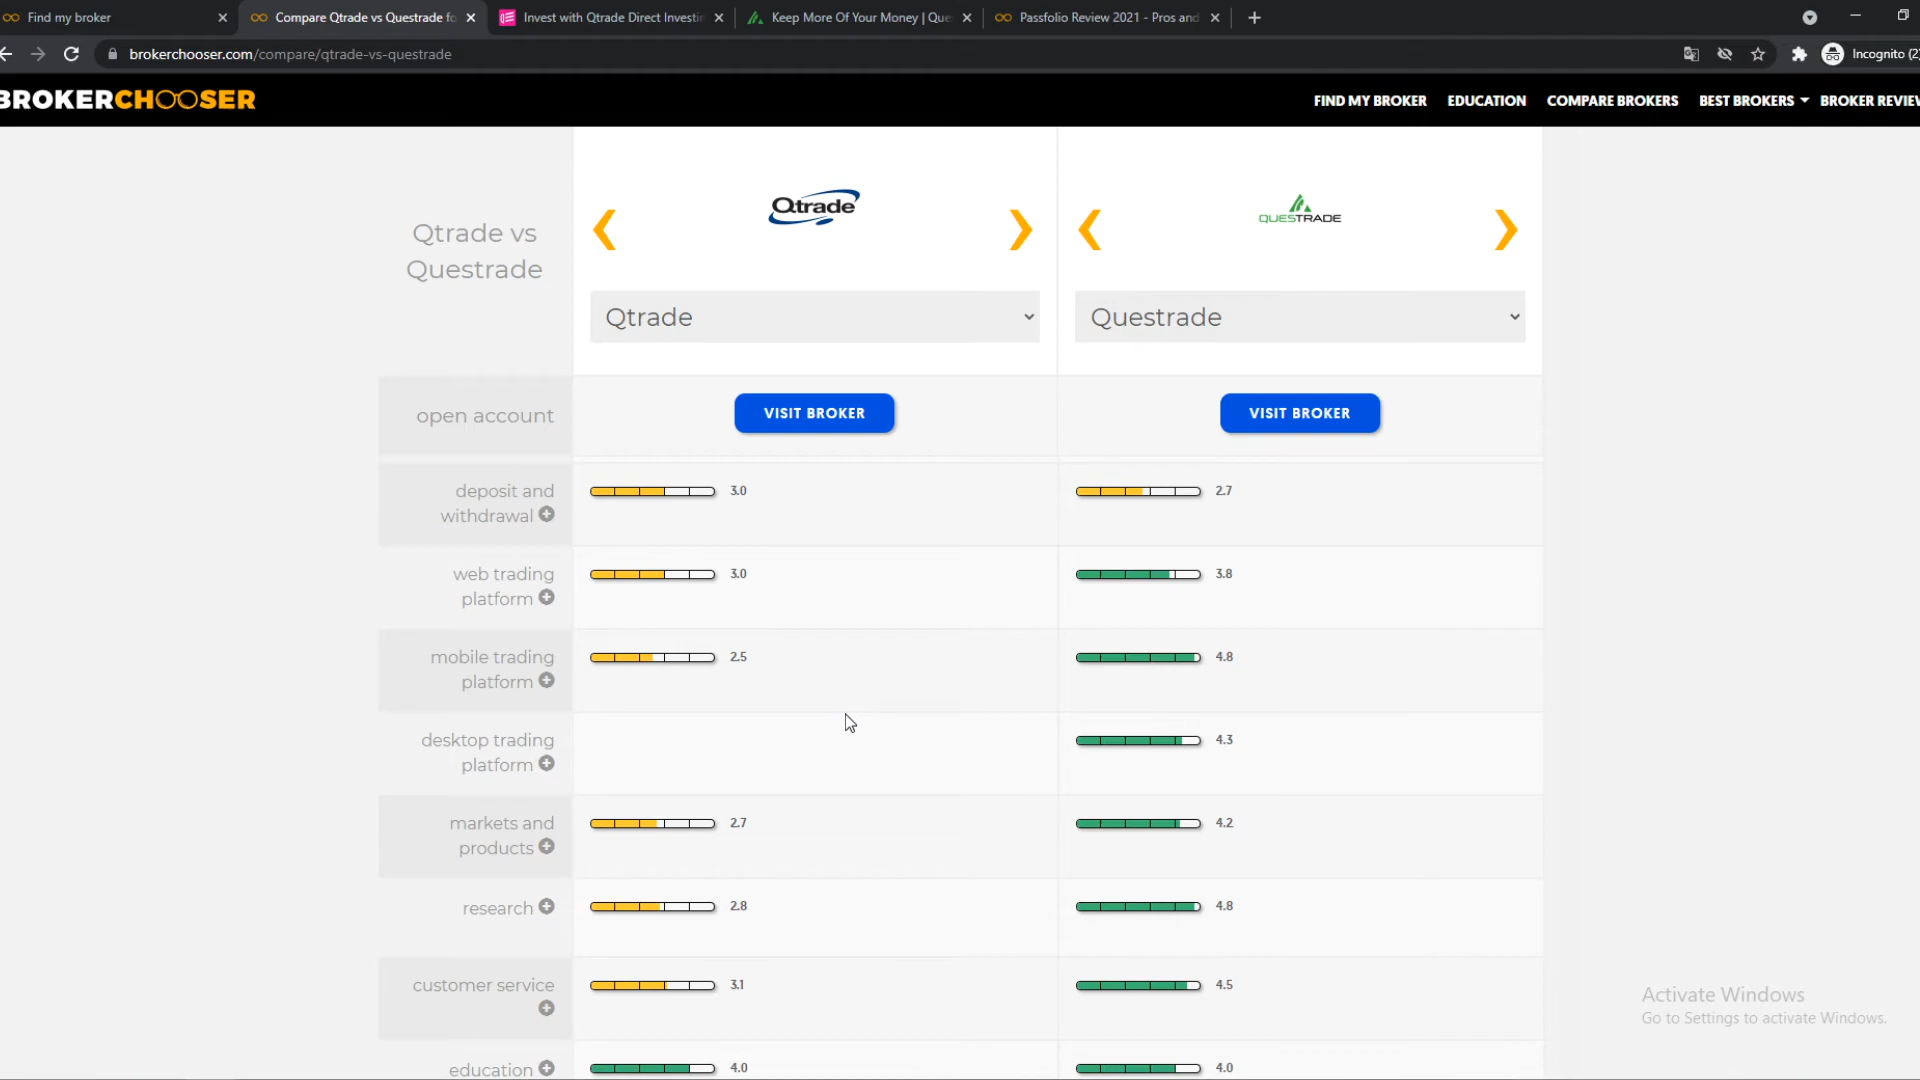 Find my broker
Compare Qtrade vs Questrade fo
Invest with Qtrade Direct Investin
Keep More Of Your Money | Que
Passfolio Review 2021 - Pros and
brokerchooser.com/compare/qtrade-vs-questrade
Incognito (2
BROKERCHOOSER
FIND MY BROKER
EDUCATION
COMPARE BROKERS
BEST BROKERS
BROKER REVIEW
Qtrade vs
Questrade
Qtrade
QUESTRADE
Qtrade
Questrade
open account
VISIT BROKER
VISIT BROKER
deposit and
withdrawal
3.0
2.7
web trading
platform
3.0
3.8
mobile trading
platform
2.5
4.8
desktop trading
platform
4.3
markets and
products
2.7
4.2
research
2.8
4.8
customer service
3.1
4.5
education
4.0
4.0
Activate Windows
Go to Settings to activate Windows.